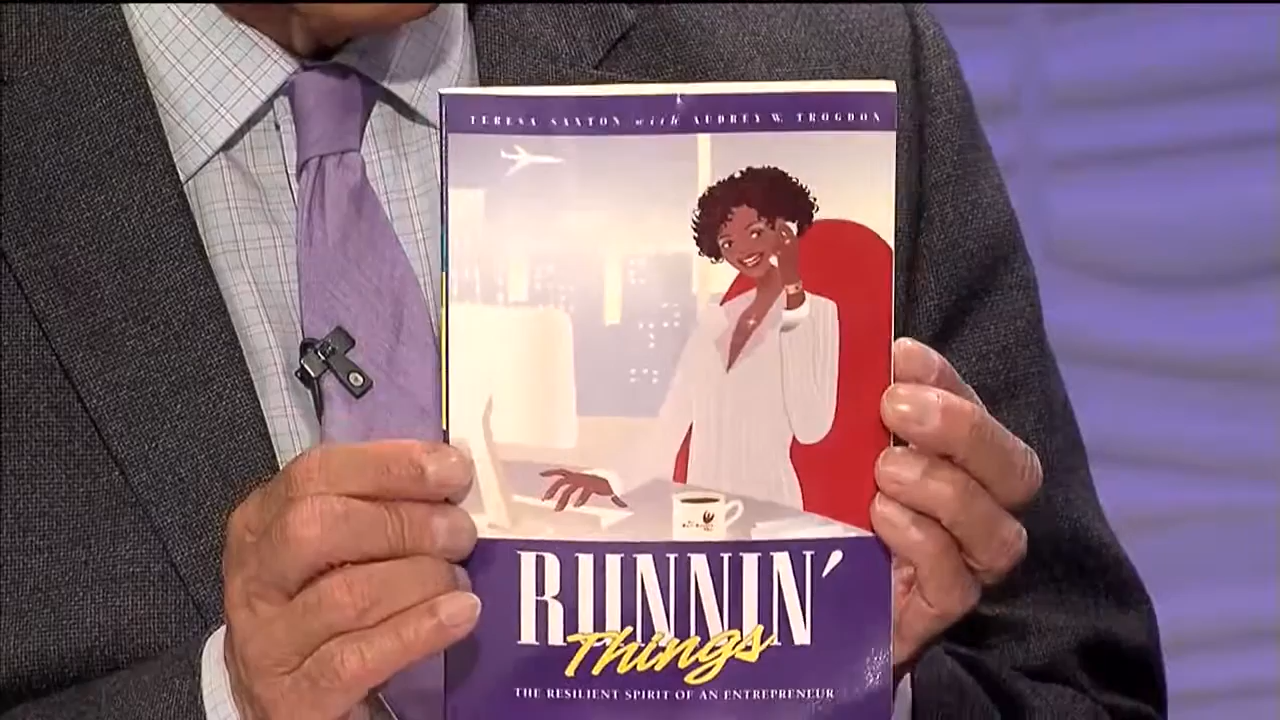 TERESA SAXTON with AUDREY W. TROGDON
RUNNIN'
Things
THE RESILIENT SPIRIT OF AN ENTREPRENEUR